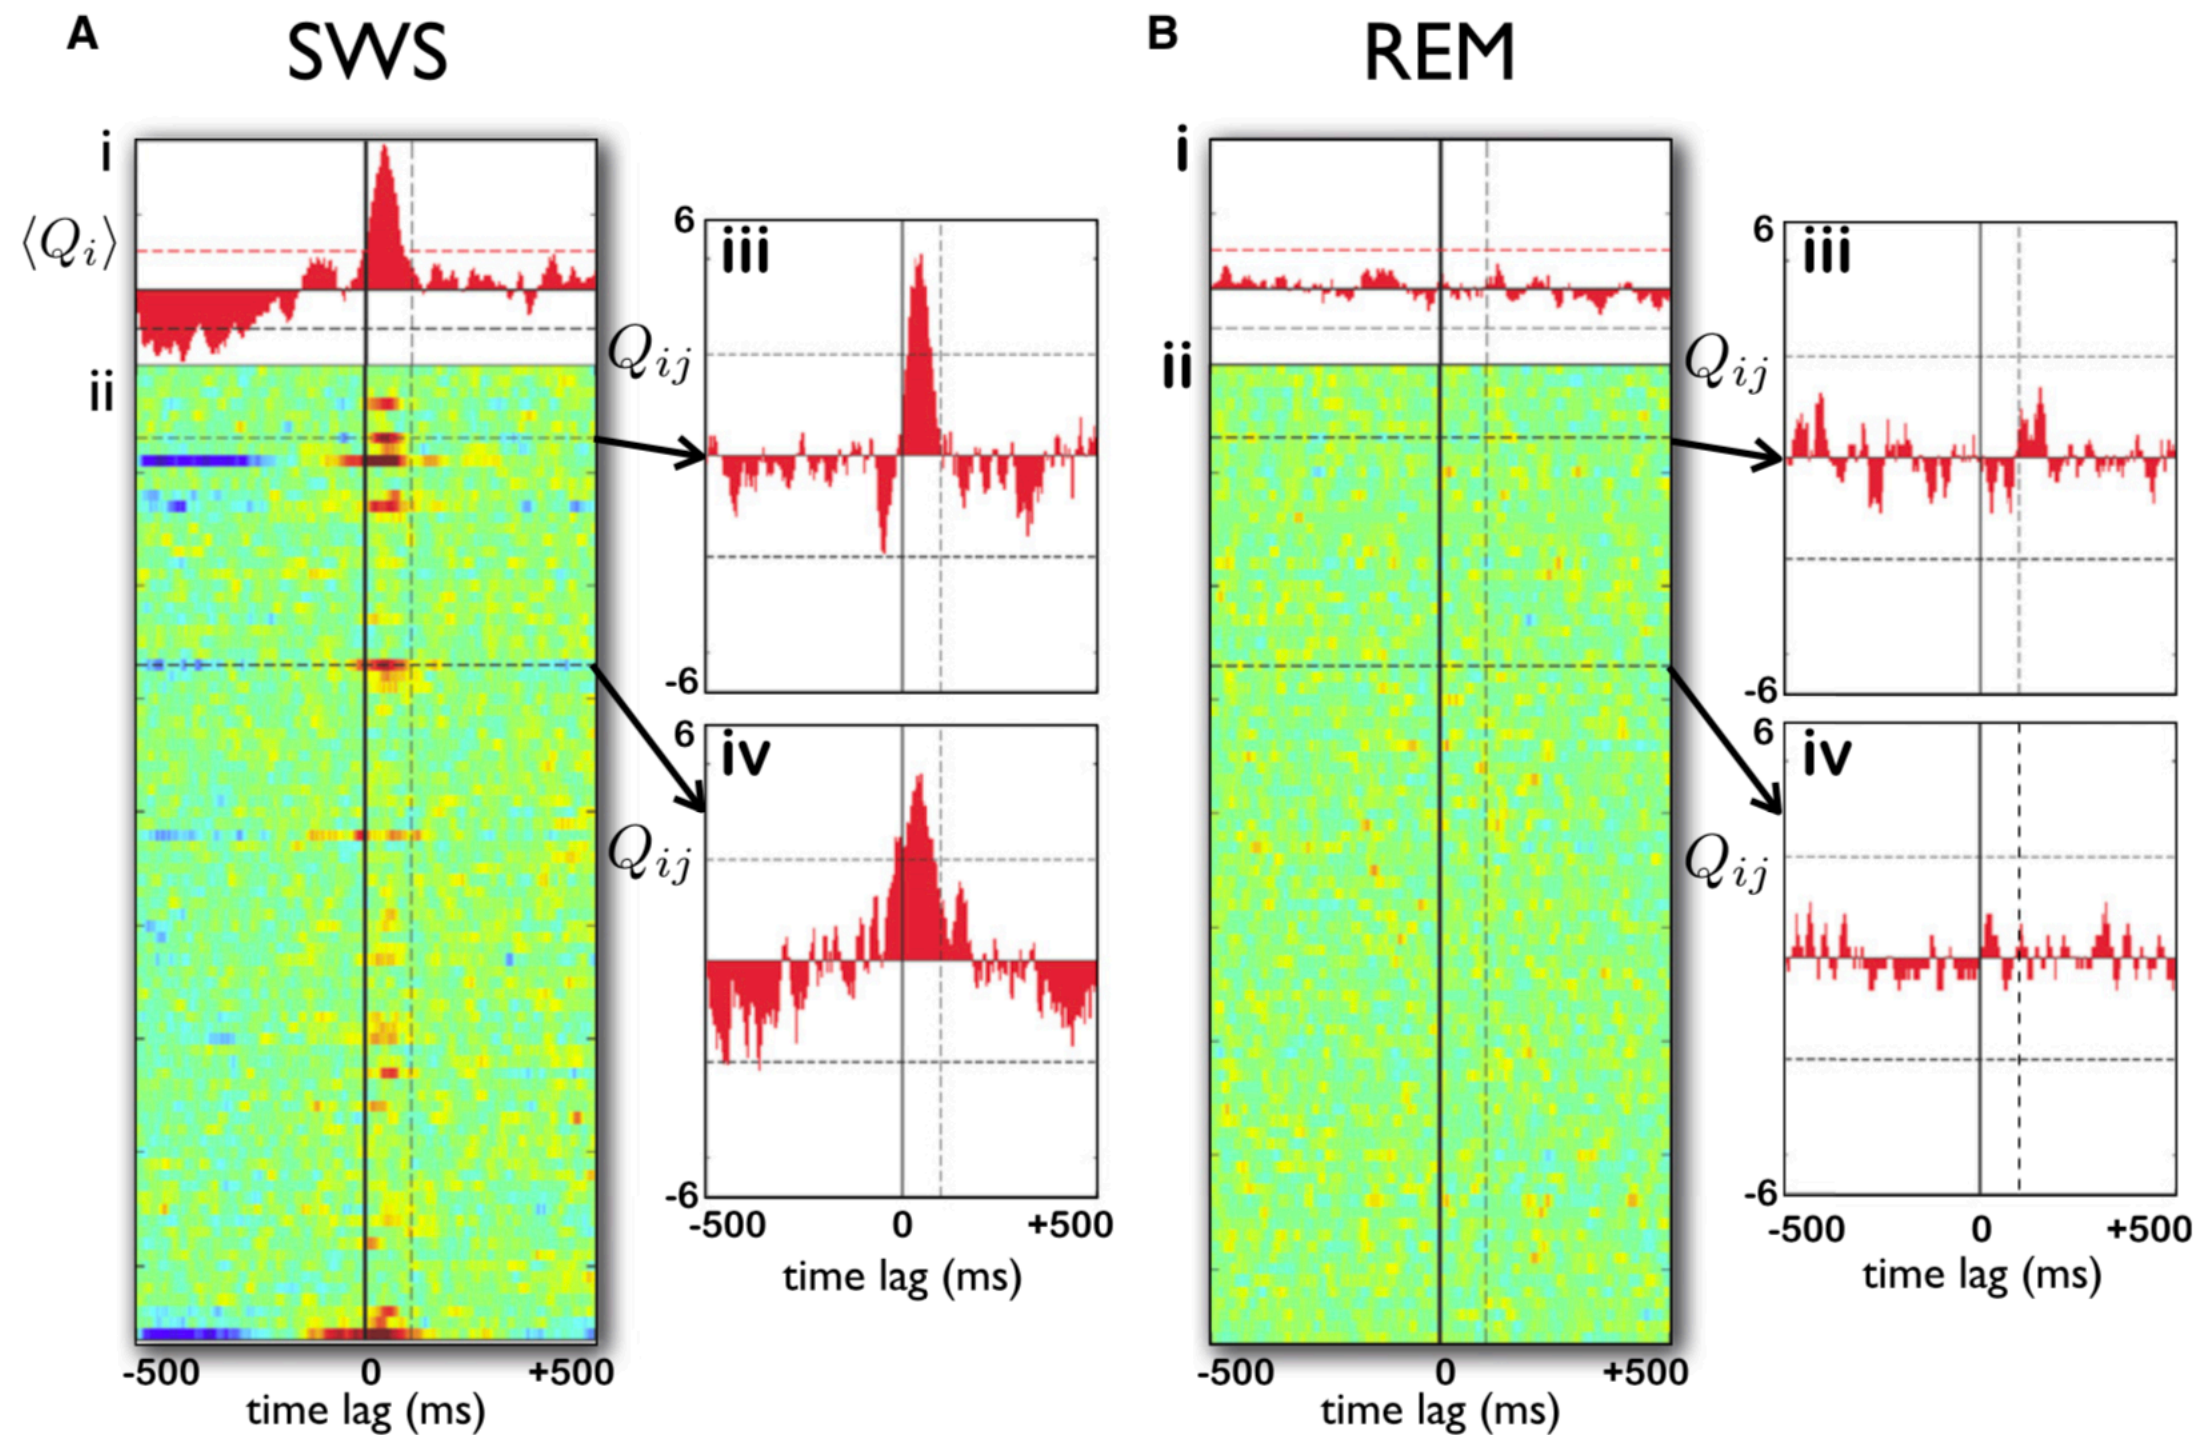 A
SWS
i
⟨Qᵢ⟩
ii
-500 0 +500
time lag (ms)
6
iii
Qᵢⱼ
-6
6
iv
Qᵢⱼ
-6
-500 0 +500
time lag (ms)
B
REM
i
ii
-500 0 +500
time lag (ms)
6
iii
Qᵢⱼ
-6
6
iv
Qᵢⱼ
-6
-500 0 +500
time lag (ms)